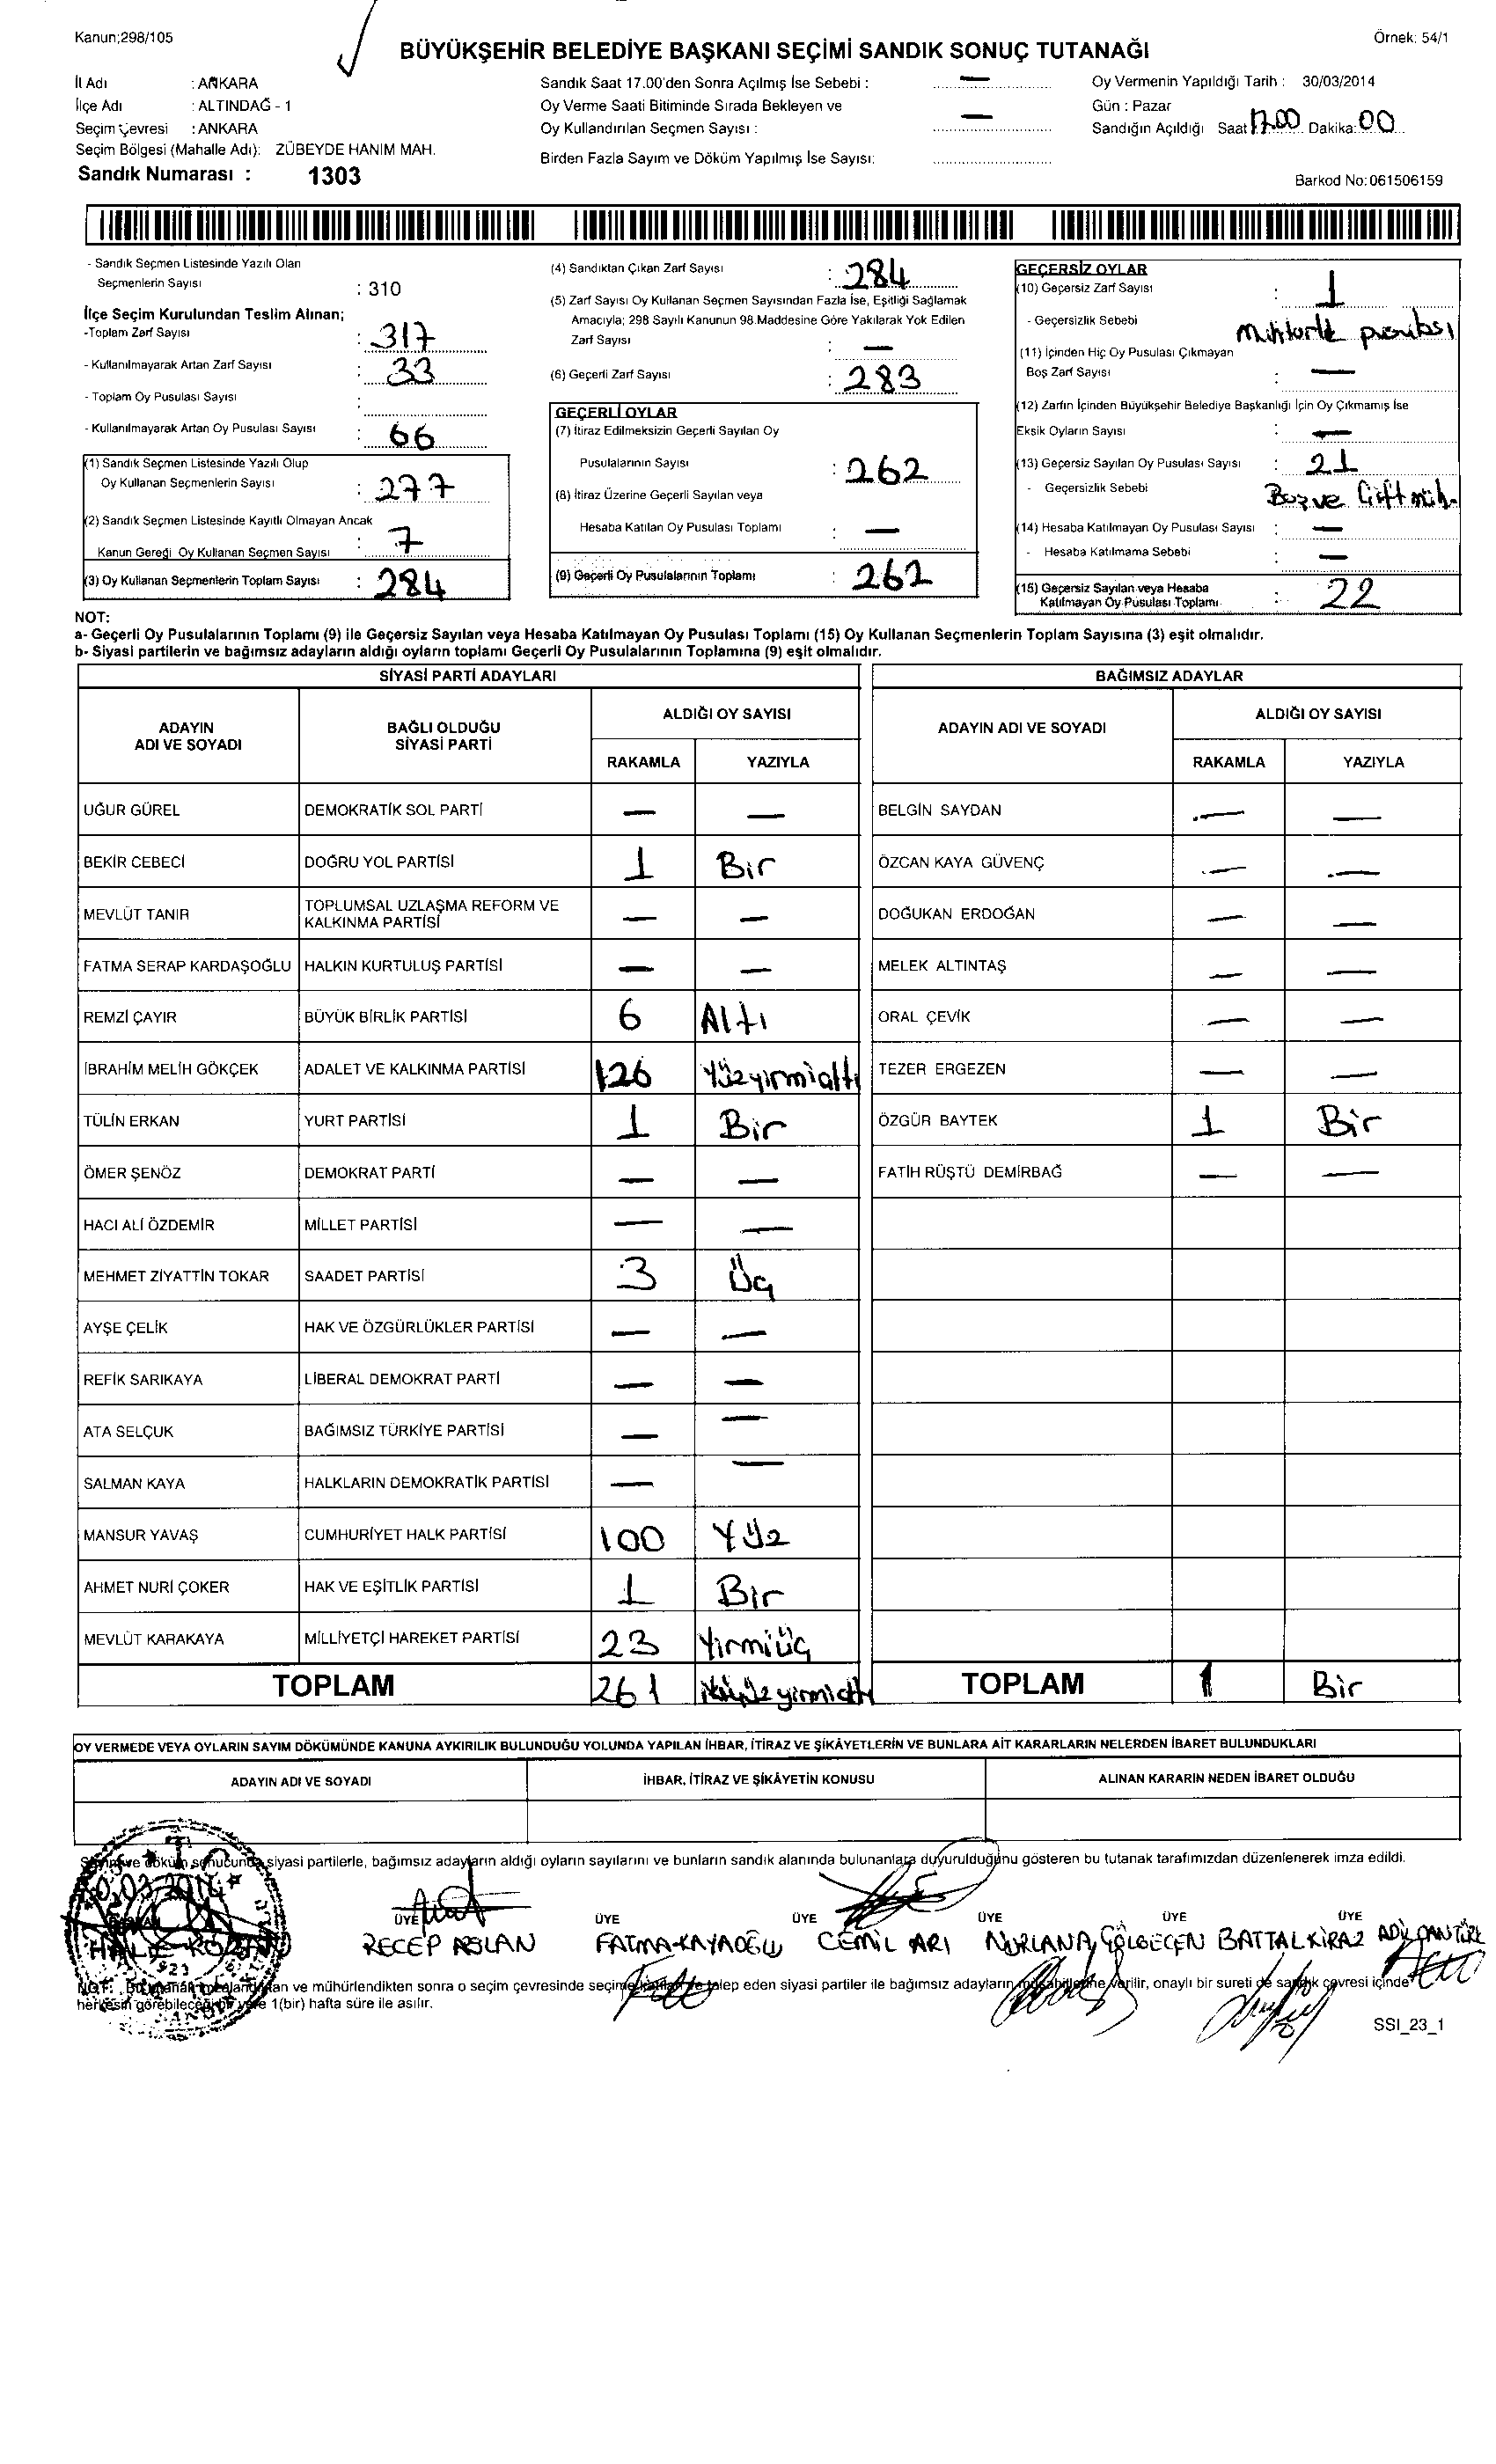 Kanun;298/105
Örnek: 54/1
BÜYÜKŞEHİR BELEDİYE BAŞKANI SEÇİMİ SANDIK SONUÇ TUTANAĞI
İl Adı : ANKARA
İlçe Adı : ALTINDAĞ - 1
Seçim Çevresi : ANKARA
Seçim Bölgesi (Mahalle Adı): ZÜBEYDE HANIM MAH.
Sandık Numarası : 1303
Sandık Saat 17.00'den Sonra Açılmış İse Sebebi : —
Oy Verme Saati Bitiminde Sırada Bekleyen ve
Oy Kullandırılan Seçmen Sayısı : —
Birden Fazla Sayım ve Döküm Yapılmış İse Sayısı:
Oy Vermenin Yapıldığı Tarih : 30/03/2014
Gün : Pazar
Sandığın Açıldığı Saat 17.00 Dakika: 00
Barkod No:061506159
- Sandık Seçmen Listesinde Yazılı Olan
Seçmenlerin Sayısı : 310
İlçe Seçim Kurulundan Teslim Alınan;
-Toplam Zarf Sayısı : 317
- Kullanılmayarak Artan Zarf Sayısı : 33
- Toplam Oy Pusulası Sayısı :
- Kullanılmayarak Artan Oy Pusulası Sayısı : 66
(1) Sandık Seçmen Listesinde Yazılı Olup
Oy Kullanan Seçmenlerin Sayısı : 277
(2) Sandık Seçmen Listesinde Kayıtlı Olmayan Ancak
Kanun Gereği Oy Kullanan Seçmen Sayısı : 7
(3) Oy Kullanan Seçmenlerin Toplam Sayısı : 284
(4) Sandıktan Çıkan Zarf Sayısı : 284
(5) Zarf Sayısı Oy Kullanan Seçmen Sayısından Fazla İse, Eşitliği Sağlamak
Amacıyla; 298 Sayılı Kanunun 98.Maddesine Göre Yakılarak Yok Edilen
Zarf Sayısı : —
(6) Geçerli Zarf Sayısı : 283
GEÇERLİ OYLAR
(7) İtiraz Edilmeksizin Geçerli Sayılan Oy
Pusulalarının Sayısı : 262
(8) İtiraz Üzerine Geçerli Sayılan veya
Hesaba Katılan Oy Pusulası Toplamı : —
(9) Geçerli Oy Pusulalarının Toplamı : 262
GEÇERSİZ OYLAR
(10) Geçersiz Zarf Sayısı : 1
- Geçersizlik Sebebi
(11) İçinden Hiç Oy Pusulası Çıkmayan
Boş Zarf Sayısı : —
(12) Zarfın İçinden Büyükşehir Belediye Başkanlığı İçin Oy Çıkmamış İse
Eksik Oyların Sayısı : —
(13) Geçersiz Sayılan Oy Pusulası Sayısı : 21
- Geçersizlik Sebebi Boş ve Çift müh.
(14) Hesaba Katılmayan Oy Pusulası Sayısı : —
- Hesaba Katılmama Sebebi : —
(15) Geçersiz Sayılan veya Hesaba
Katılmayan Oy Pusulası Toplamı : 22
NOT:
a- Geçerli Oy Pusulalarının Toplamı (9) ile Geçersiz Sayılan veya Hesaba Katılmayan Oy Pusulası Toplamı (15) Oy Kullanan Seçmenlerin Toplam Sayısına (3) eşit olmalıdır.
b- Siyasi partilerin ve bağımsız adayların aldığı oyların toplamı Geçerli Oy Pusulalarının Toplamına (9) eşit olmalıdır.
SİYASİ PARTİ ADAYLARI
ADAYIN ADI VE SOYADI BAĞLI OLDUĞU SİYASİ PARTİ ALDIĞI OY SAYISI
RAKAMLA YAZIYLA
UĞUR GÜREL DEMOKRATİK SOL PARTİ — —
BEKİR CEBECİ DOĞRU YOL PARTİSİ 1 Bir
MEVLÜT TANIR TOPLUMSAL UZLAŞMA REFORM VE KALKINMA PARTİSİ — —
FATMA SERAP KARDAŞOĞLU HALKIN KURTULUŞ PARTİSİ — —
REMZİ ÇAYIR BÜYÜK BİRLİK PARTİSİ 6 Altı
İBRAHİM MELİH GÖKÇEK ADALET VE KALKINMA PARTİSİ 126 Yüzyirmialtı
TÜLİN ERKAN YURT PARTİSİ 1 Bir
ÖMER ŞENÖZ DEMOKRAT PARTİ — —
HACI ALİ ÖZDEMİR MİLLET PARTİSİ — —
MEHMET ZİYATTİN TOKAR SAADET PARTİSİ 3 Üç
AYŞE ÇELİK HAK VE ÖZGÜRLÜKLER PARTİSİ — —
REFİK SARIKAYA LİBERAL DEMOKRAT PARTİ — —
ATA SELÇUK BAĞIMSIZ TÜRKİYE PARTİSİ — —
SALMAN KAYA HALKLARIN DEMOKRATİK PARTİSİ — —
MANSUR YAVAŞ CUMHURİYET HALK PARTİSİ 100 Yüz
AHMET NURİ ÇOKER HAK VE EŞİTLİK PARTİSİ 1 Bir
MEVLÜT KARAKAYA MİLLİYETÇİ HAREKET PARTİSİ 23 Yirmiüç
TOPLAM 261
BAĞIMSIZ ADAYLAR
ADAYIN ADI VE SOYADI ALDIĞI OY SAYISI
RAKAMLA YAZIYLA
BELGİN SAYDAN — —
ÖZCAN KAYA GÜVENÇ — —
DOĞUKAN ERDOĞAN — —
MELEK ALTINTAŞ — —
ORAL ÇEVİK — —
TEZER ERGEZEN — —
ÖZGÜR BAYTEK 1 Bir
FATİH RÜŞTÜ DEMİRBAĞ — —
TOPLAM 1 Bir
OY VERMEDE VEYA OYLARIN SAYIM DÖKÜMÜNDE KANUNA AYKIRILIK BULUNDUĞU YOLUNDA YAPILAN İHBAR, İTİRAZ VE ŞİKÂYETLERİN VE BUNLARA AİT KARARLARIN NELERDEN İBARET BULUNDUKLARI
ADAYIN ADI VE SOYADI İHBAR, İTİRAZ VE ŞİKÂYETİN KONUSU ALINAN KARARIN NEDEN İBARET OLDUĞU
Sayım ve döküm sonucunda siyasi partilerle, bağımsız adayların aldığı oyların sayılarını ve bunların sandık alanında bulunanlara duyurulduğunu gösteren bu tutanak tarafımızdan düzenlenerek imza edildi.
ÜYE ÜYE ÜYE ÜYE ÜYE ÜYE
RECEP ASLAN FATMA KAYAOĞLU CEMİL ARI NURLANA GÖLGEÇEN BATTAL KİRAZ ADİL
NOT: Bu tutanak ve mühürlendikten sonra o seçim çevresinde seçime katılan ve talep eden siyasi partiler ile bağımsız adayların müşahitlerine verilir, onaylı bir sureti de sandık çevresi içinde
herkesin görebileceği bir yere 1(bir) hafta süre ile asılır.
SSI_23_1